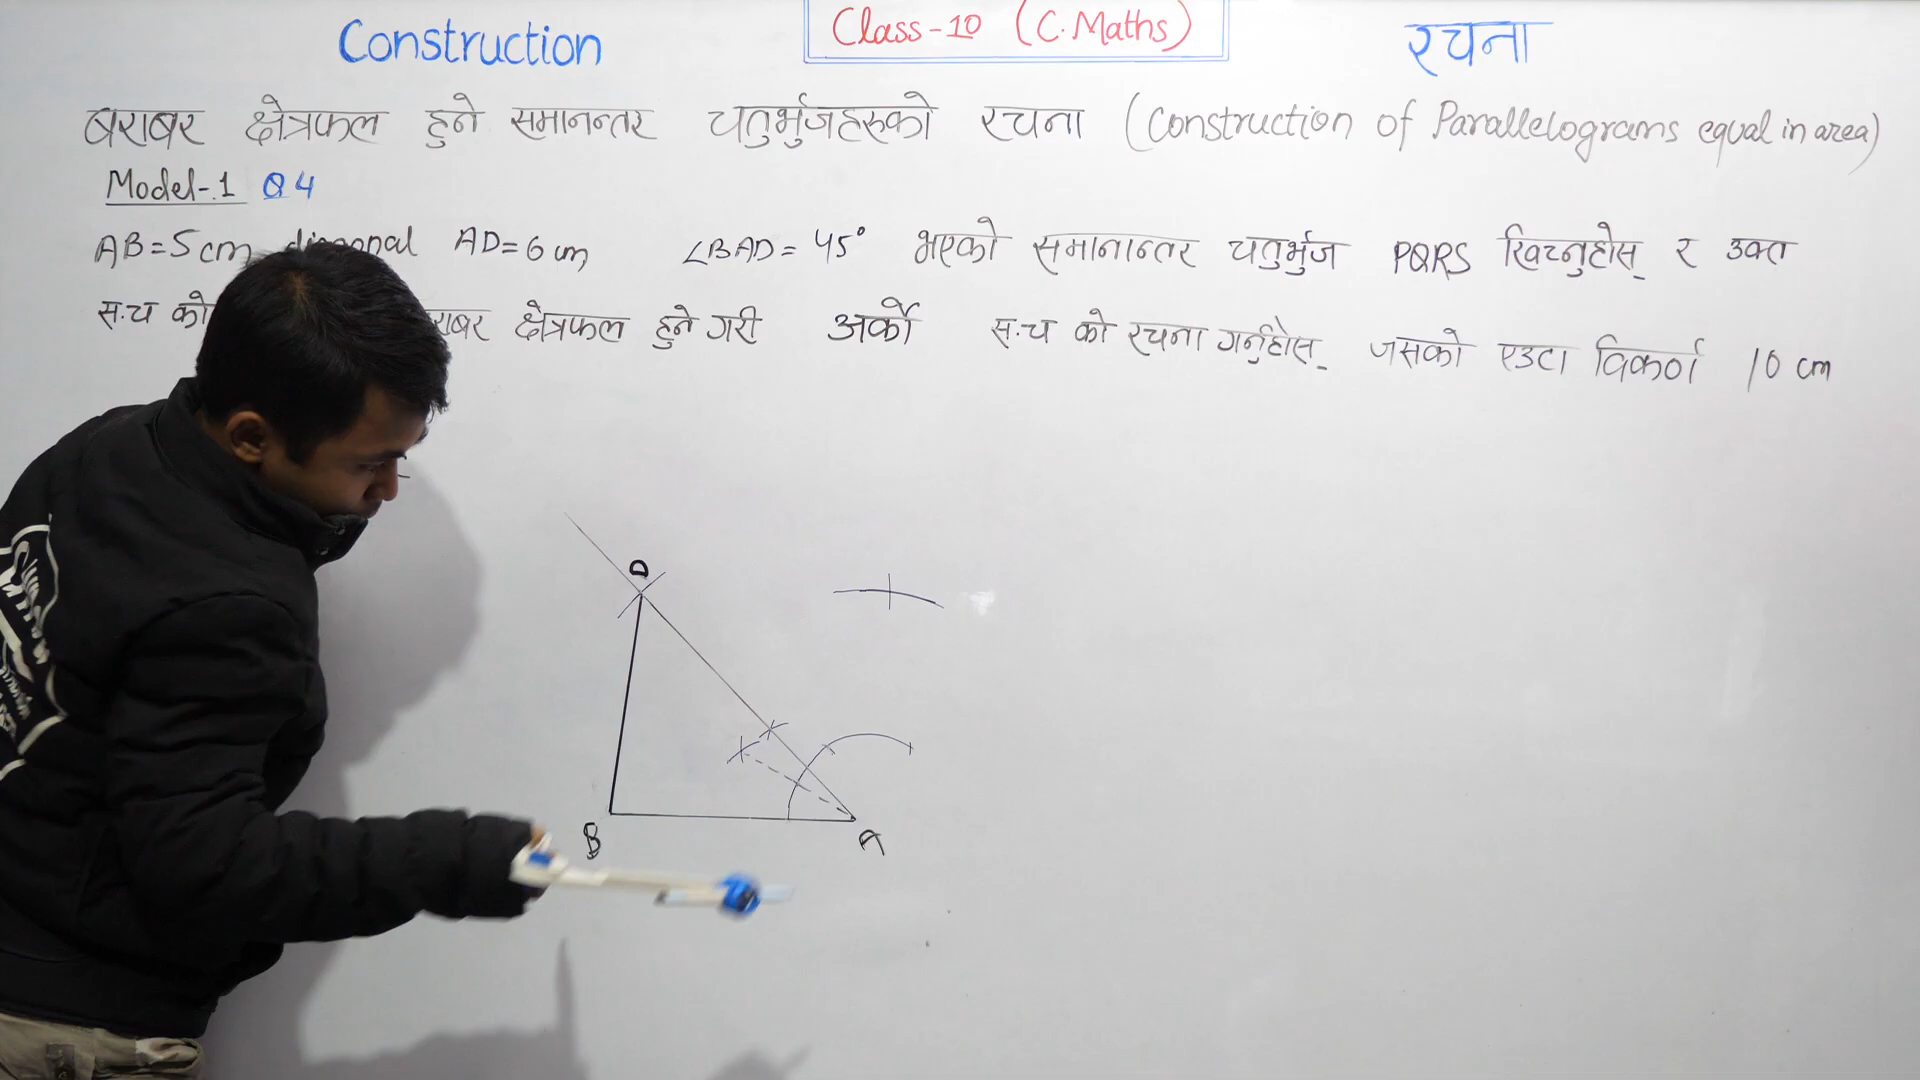 Construction
Class-10 (C.Maths)
रचना
बराबर क्षेत्रफल हुने समानन्तर चतुर्भुजहरुको रचना (Construction of Parallelograms equal in area)
Model-.1 Q4
AB=5cm diagonal AD=6cm ∠BAD= 45° भएको समानान्तर चतुर्भुज PQRS खिच्नुहोस् र उक्त
स.च को बराबर क्षेत्रफल हुने गरी अर्को स.च को रचना गर्नुहोस् जसको एउटा विकर्ण 10 cm
D
B
A